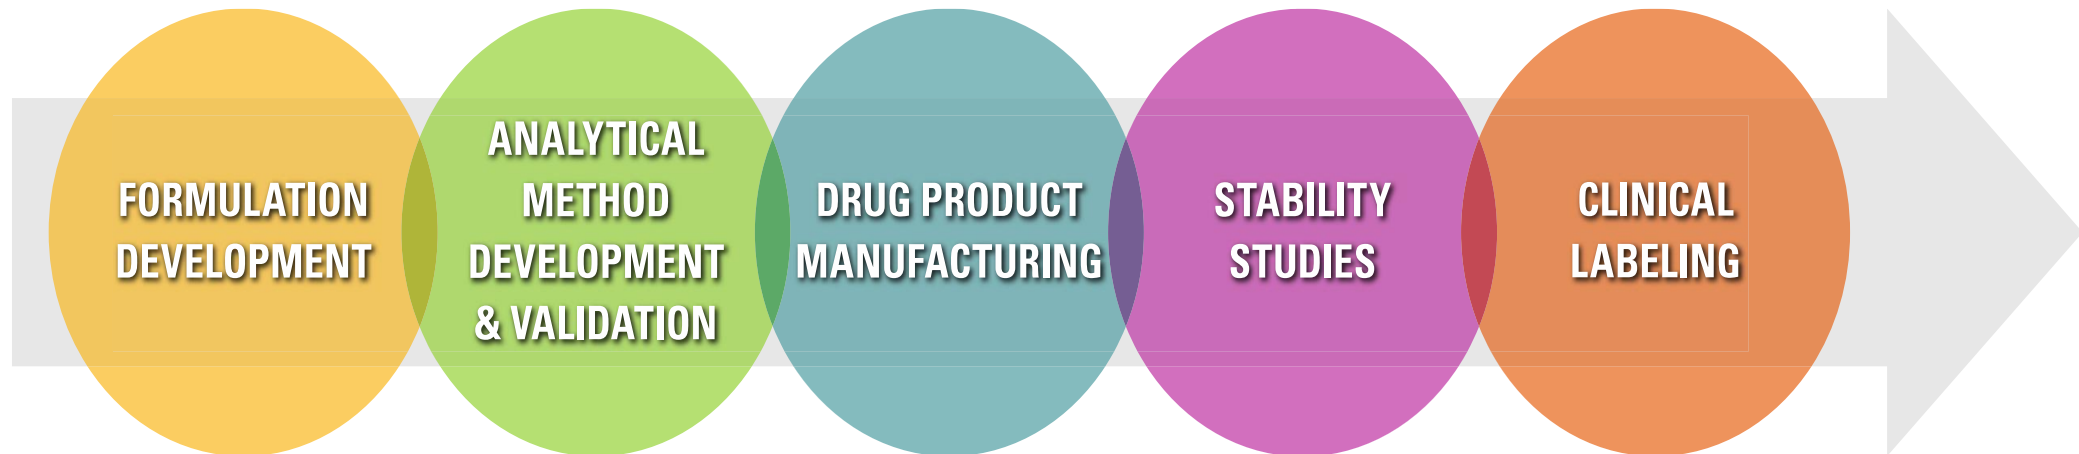 FORMULATION
DEVELOPMENT
ANALYTICAL
METHOD
DEVELOPMENT
& VALIDATION
DRUG PRODUCT
MANUFACTURING
STABILITY
STUDIES
CLINICAL
LABELING